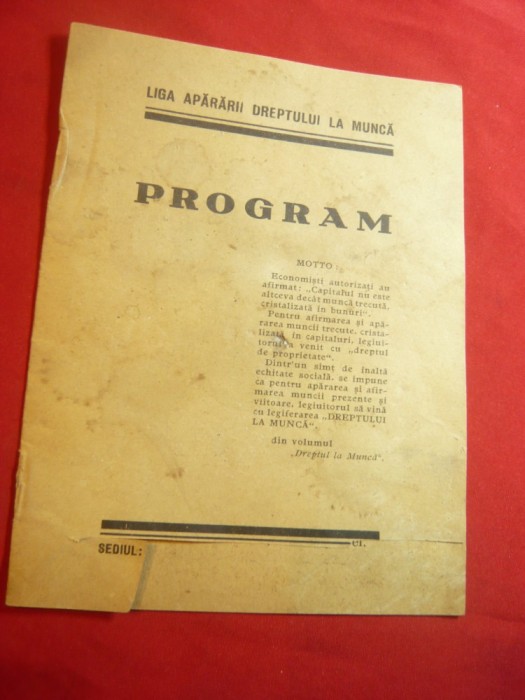 LIGA APĂRĂRII DREPTULUI LA MUNCĂ
PROGRAM
MOTTO:
Economiști autorizați au
afirmat: „Capitalul nu este
altceva decât muncă trecută,
cristalizată în bunuri“.
Pentru afirmarea și apă-
rarea muncii trecute, crista-
lizată, în capitaluri, legiui-
torul a venit cu „dreptul
de proprietate“.
Dintr'un simț de înaltă
echitate socială, se impune
ca pentru apărarea și afir-
marea muncii prezente și
viitoare, legiuitorul să vină
cu legiferarea „DREPTULUI
LA MUNCĂ“.
din volumul
„Dreptul la Muncă“.
SEDIUL: